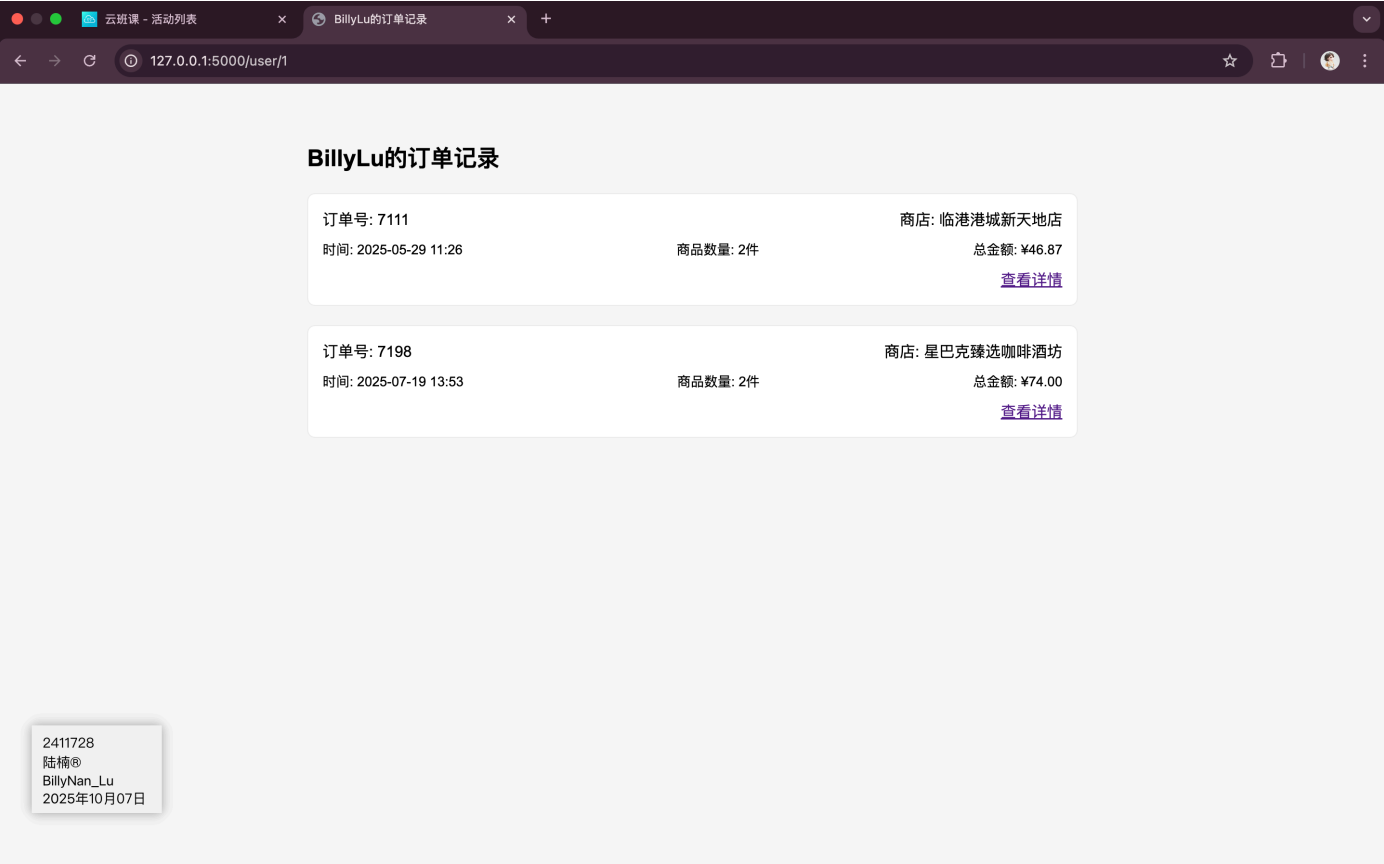 云班课 - 活动列表
BillyLu的订单记录
127.0.0.1:5000/user/1
BillyLu的订单记录
订单号: 7111
商店: 临港港城新天地店
时间: 2025-05-29 11:26
商品数量: 2件
总金额: ¥46.87
查看详情
订单号: 7198
商店: 星巴克臻选咖啡酒坊
时间: 2025-07-19 13:53
商品数量: 2件
总金额: ¥74.00
查看详情
2411728
陆楠®
BillyNan_Lu
2025年10月07日